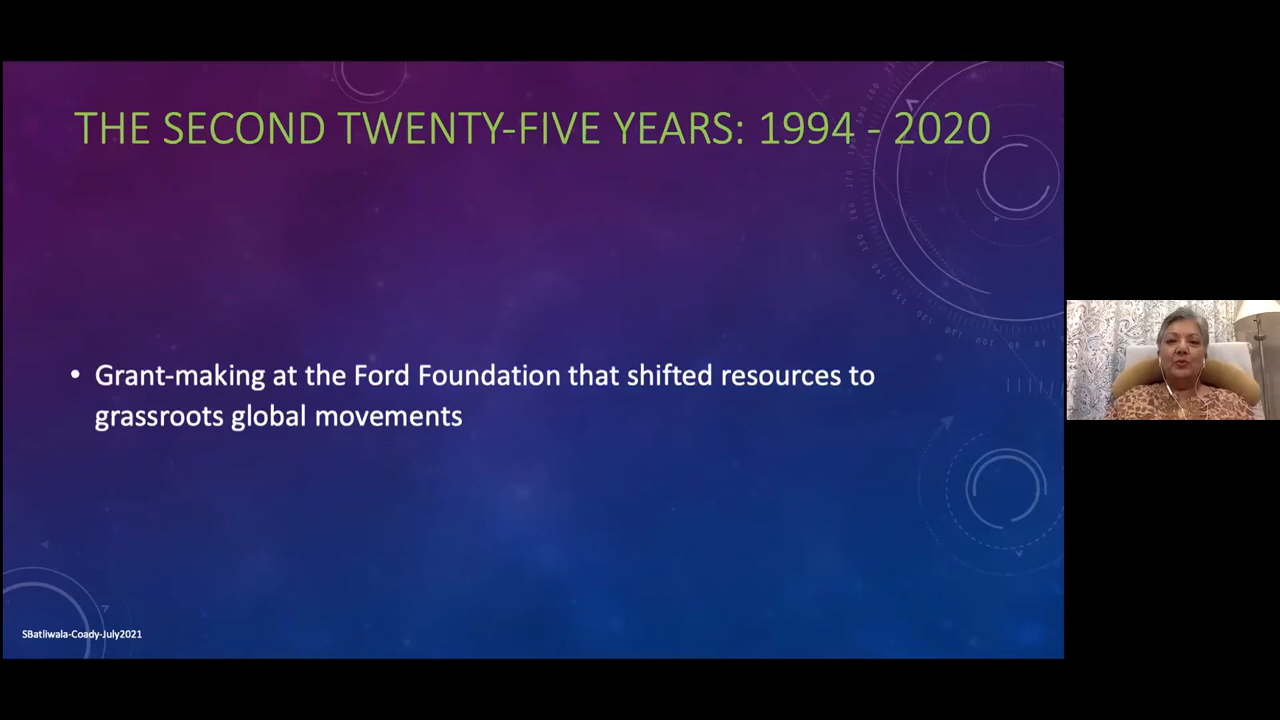 THE SECOND TWENTY-FIVE YEARS: 1994 - 2020
• Grant-making at the Ford Foundation that shifted resources to
grassroots global movements
SBatliwala-Coady-July2021